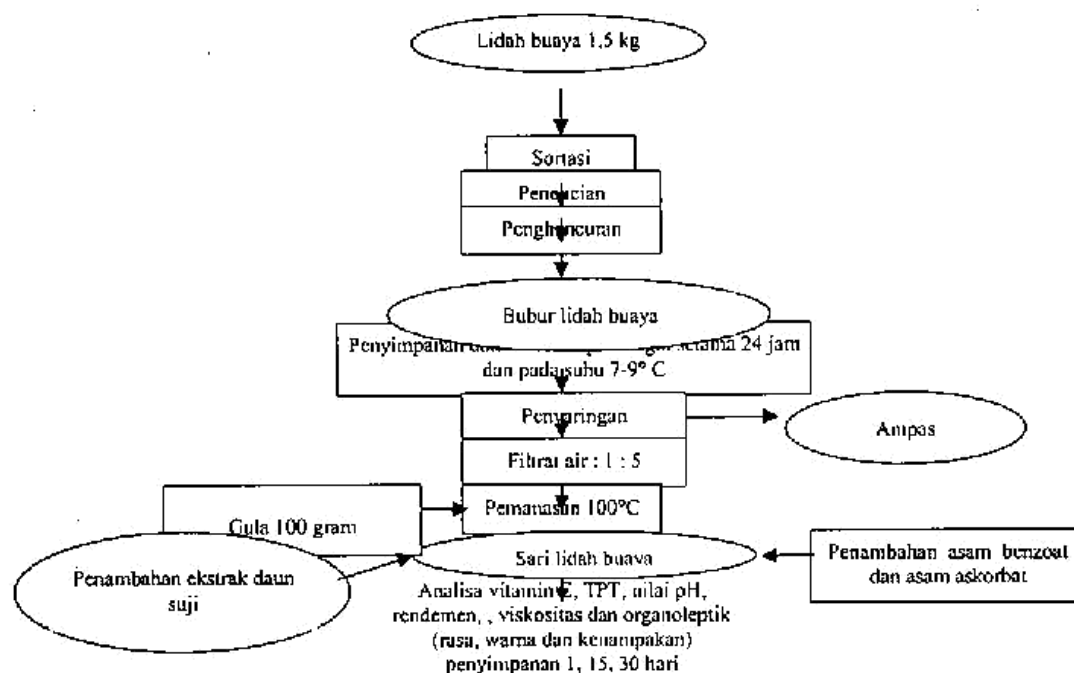 Lidah buaya 1,5 kg
Sortasi
Pencucian
Penghancuran
Bubur lidah buaya
Penyimpanan selama 24 jam
dan pada suhu 7-9° C
Penyaringan
Ampas
Filtrat air : 1 : 5
Pemanasan 100°C
Gula 100 gram
Sari lidah buaya
Penambahan asam benzoat
dan asam askorbat
Penambahan ekstrak daun
suji
Analisa vitamin C, TPT, nilai pH,
rendemen, , viskositas dan organoleptik
(rasa, warna dan kenampakan)
penyimpanan 1, 15, 30 hari